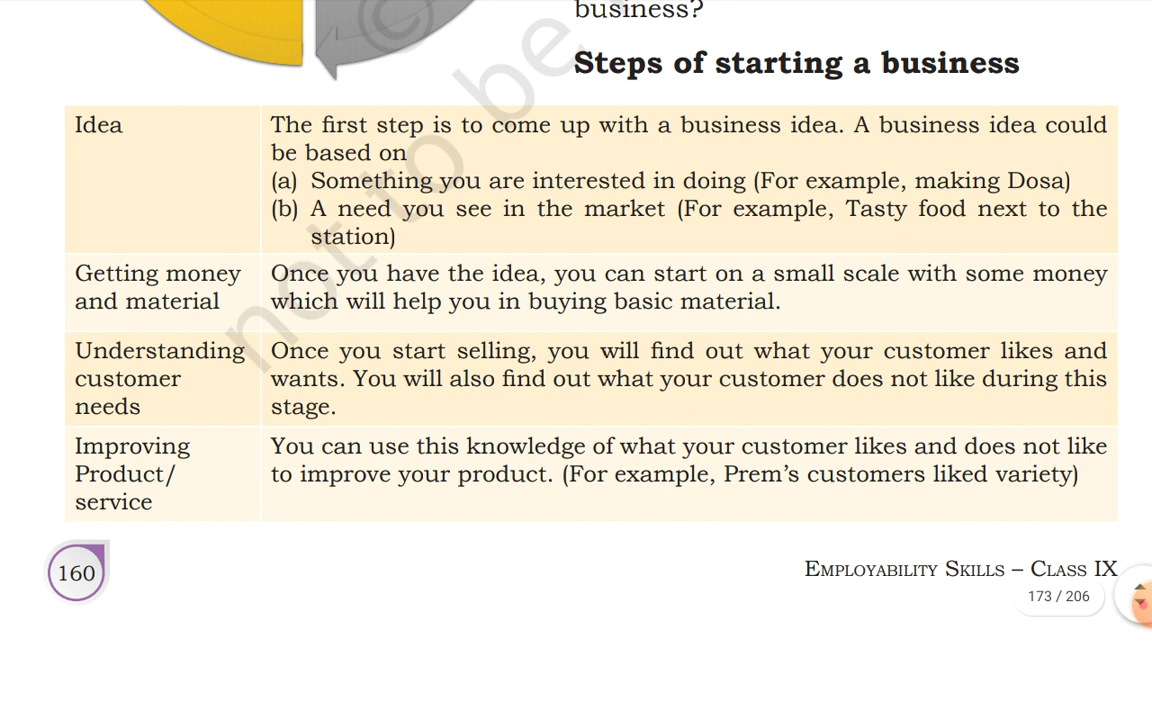 business?
Steps of starting a business
Idea
The first step is to come up with a business idea. A business idea could
be based on
(a) Something you are interested in doing (For example, making Dosa)
(b) A need you see in the market (For example, Tasty food next to the
station)
Getting money
and material
Once you have the idea, you can start on a small scale with some money
which will help you in buying basic material.
Understanding
customer
needs
Once you start selling, you will find out what your customer likes and
wants. You will also find out what your customer does not like during this
stage.
Improving
Product/
service
You can use this knowledge of what your customer likes and does not like
to improve your product. (For example, Prem’s customers liked variety)
160
Employability Skills – Class IX
173 / 206
©
not to be